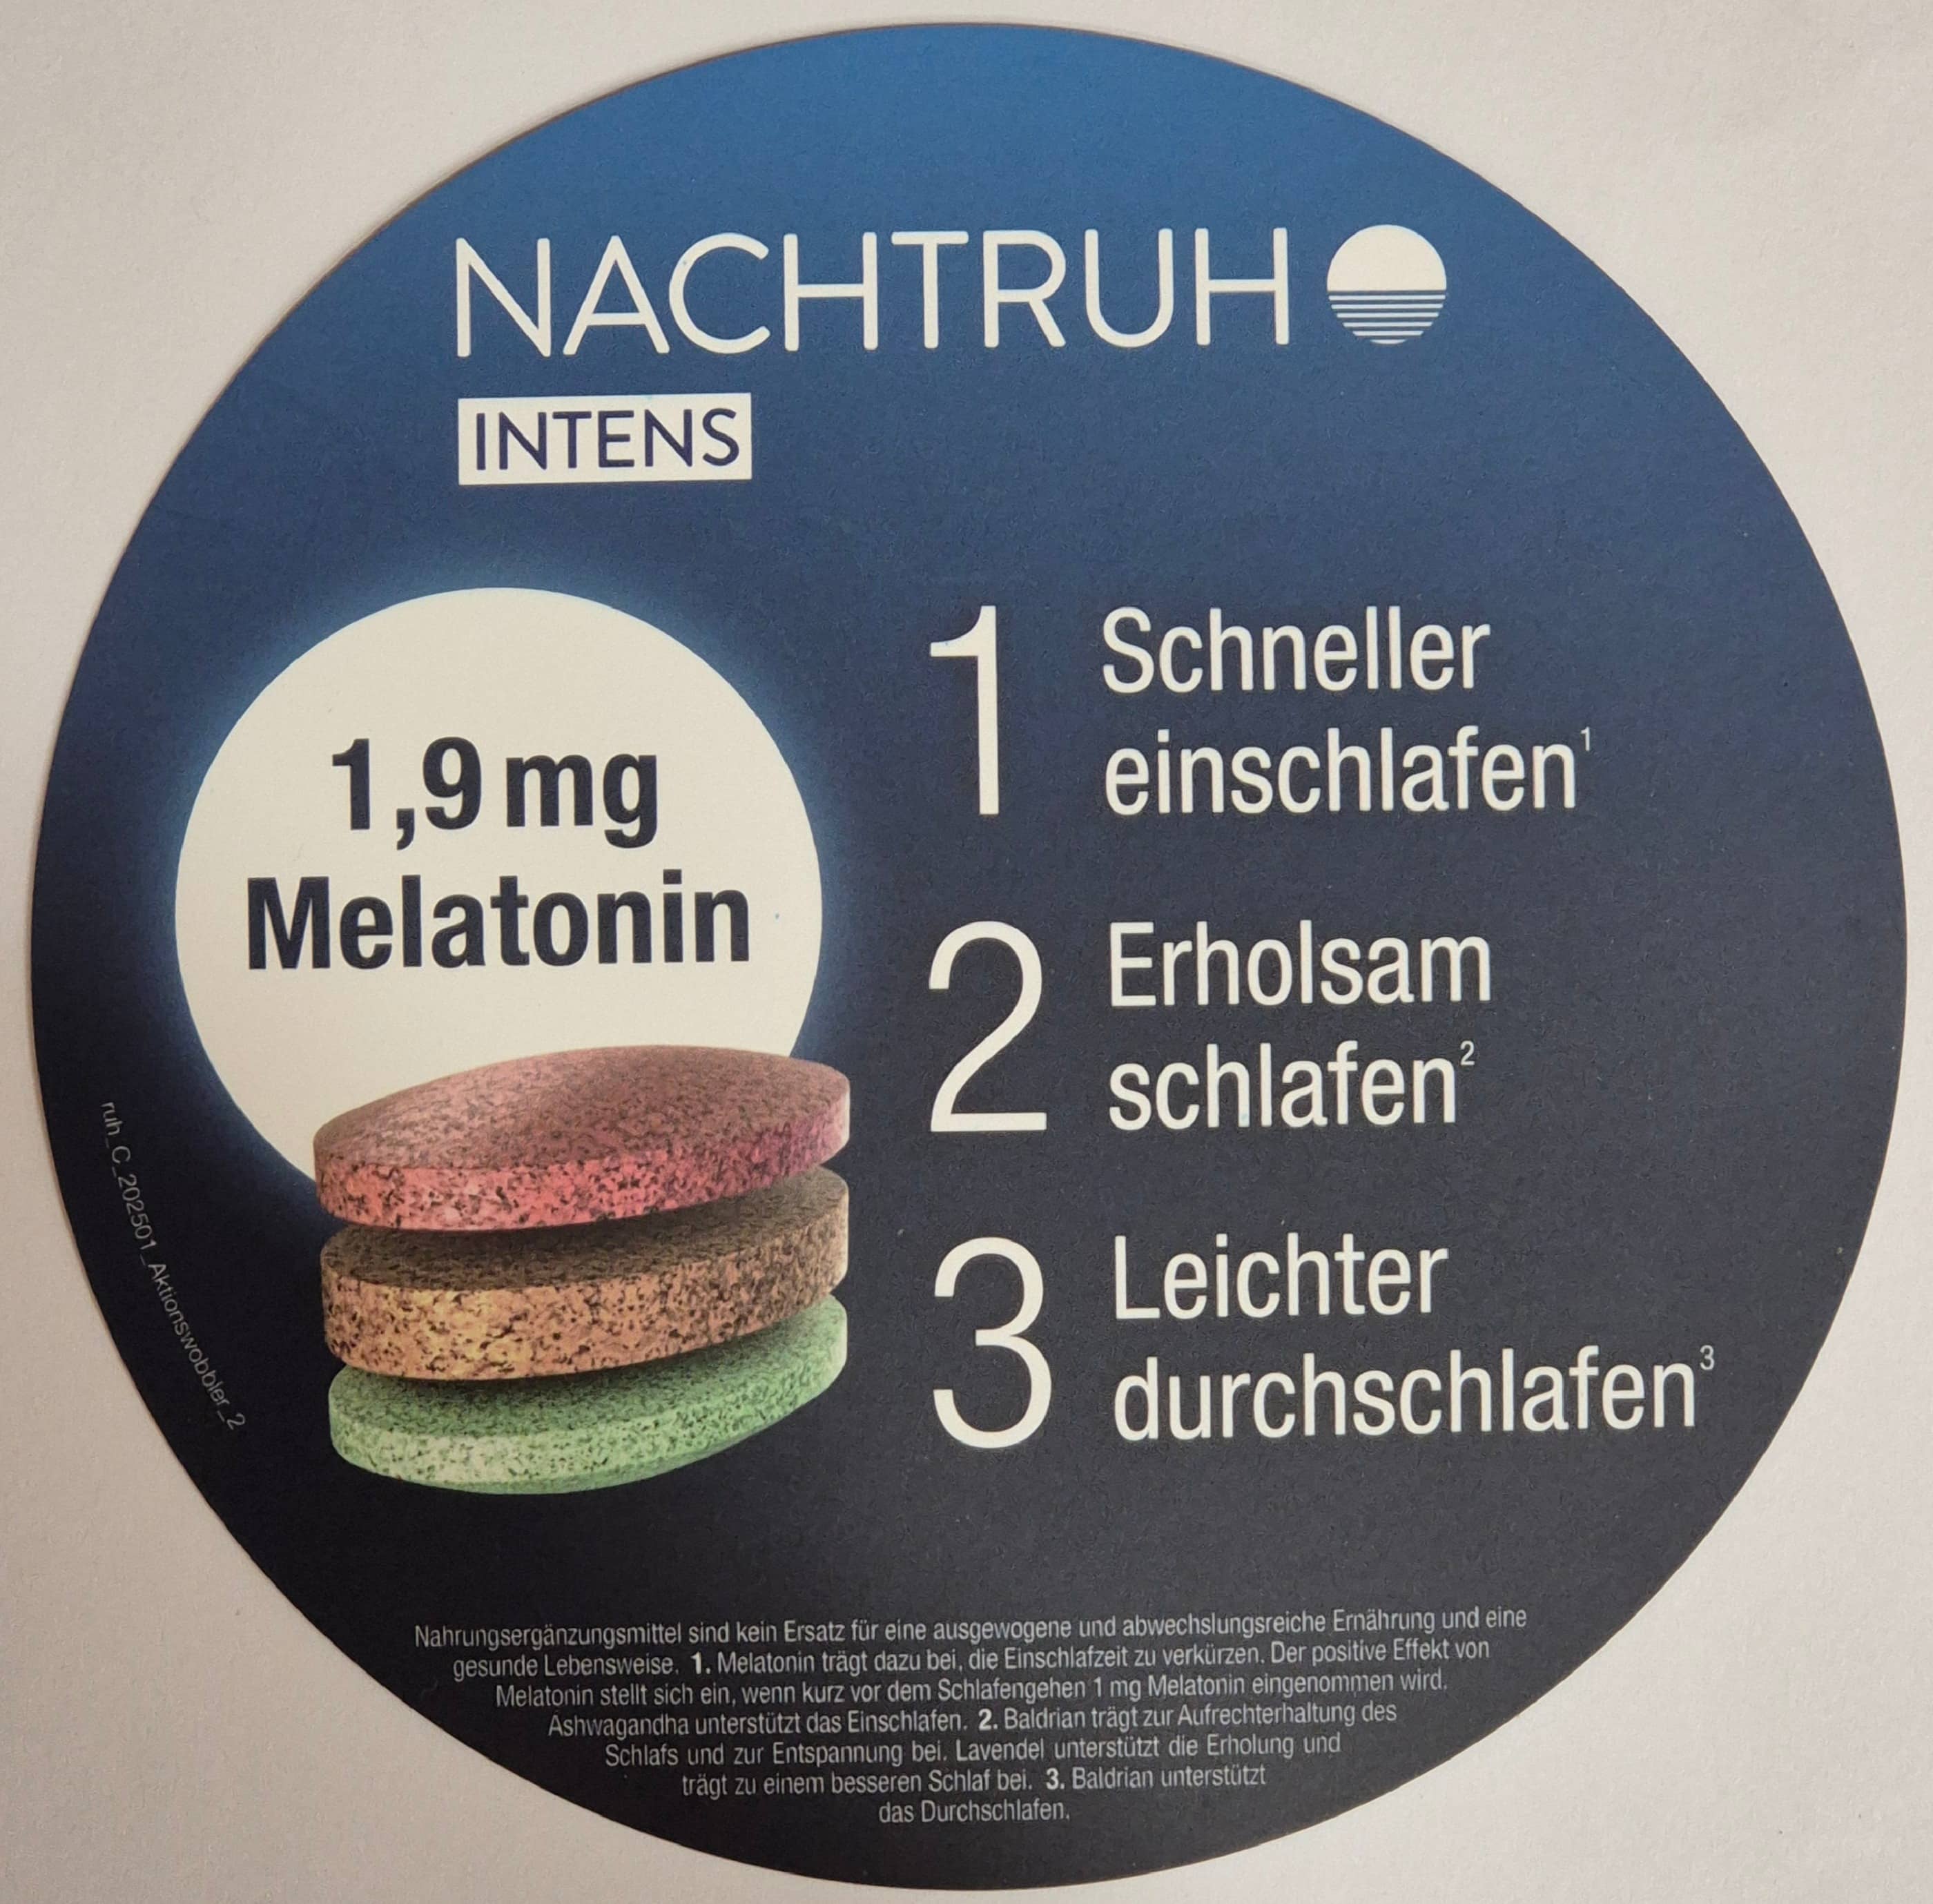 NACHTRUH
INTENS
1,9 mg
Melatonin
1 Schneller
einschlafen¹
2 Erholsam
schlafen²
3 Leichter
durchschlafen³
ruh_C_202501_Aktionswobbler_2
Nahrungsergänzungsmittel sind kein Ersatz für eine ausgewogene und abwechslungsreiche Ernährung und eine
gesunde Lebensweise. 1. Melatonin trägt dazu bei, die Einschlafzeit zu verkürzen. Der positive Effekt von
Melatonin stellt sich ein, wenn kurz vor dem Schlafengehen 1 mg Melatonin eingenommen wird.
Ashwagandha unterstützt das Einschlafen. 2. Baldrian trägt zur Aufrechterhaltung des
Schlafs und zur Entspannung bei. Lavendel unterstützt die Erholung und
trägt zu einem besseren Schlaf bei. 3. Baldrian unterstützt
das Durchschlafen.